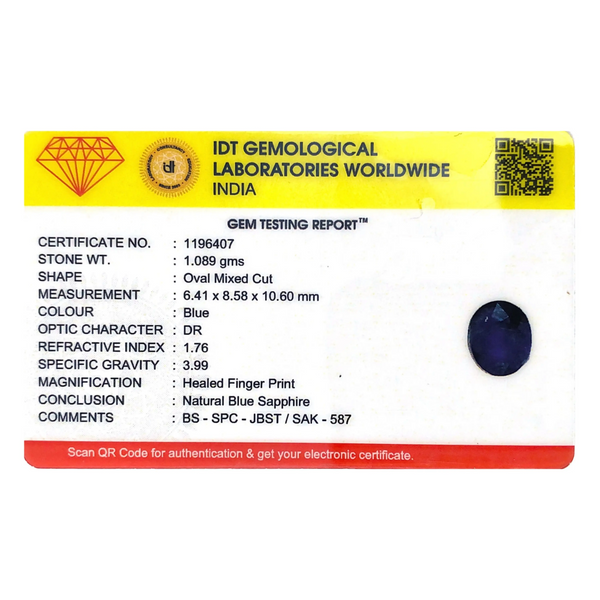 IDT GEMOLOGICAL
LABORATORIES WORLDWIDE
INDIA
GEM TESTING REPORT™
CERTIFICATE NO. : 1196407
STONE WT. : 1.089 gms
SHAPE : Oval Mixed Cut
MEASUREMENT : 6.41 x 8.58 x 10.60 mm
COLOUR : Blue
OPTIC CHARACTER : DR
REFRACTIVE INDEX : 1.76
SPECIFIC GRAVITY : 3.99
MAGNIFICATION : Healed Finger Print
CONCLUSION : Natural Blue Sapphire
COMMENTS : BS - SPC - JBST / SAK - 587
Scan QR Code for authentication & get your electronic certificate.